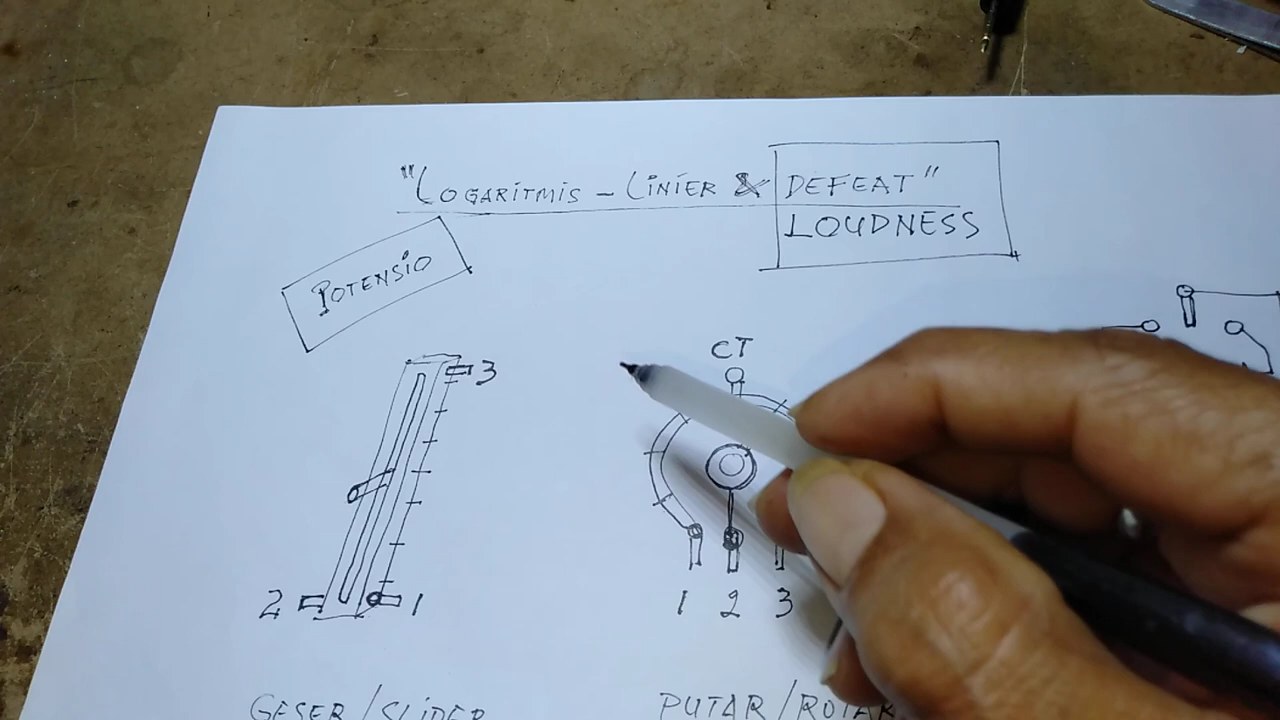 "LOGARITMIS - LINIER & DEFEAT"
LOUDNESS
POTENSIO
CT
3
2
1
1 2 3
GESER/SLIDER
PUTAR/ROTAR